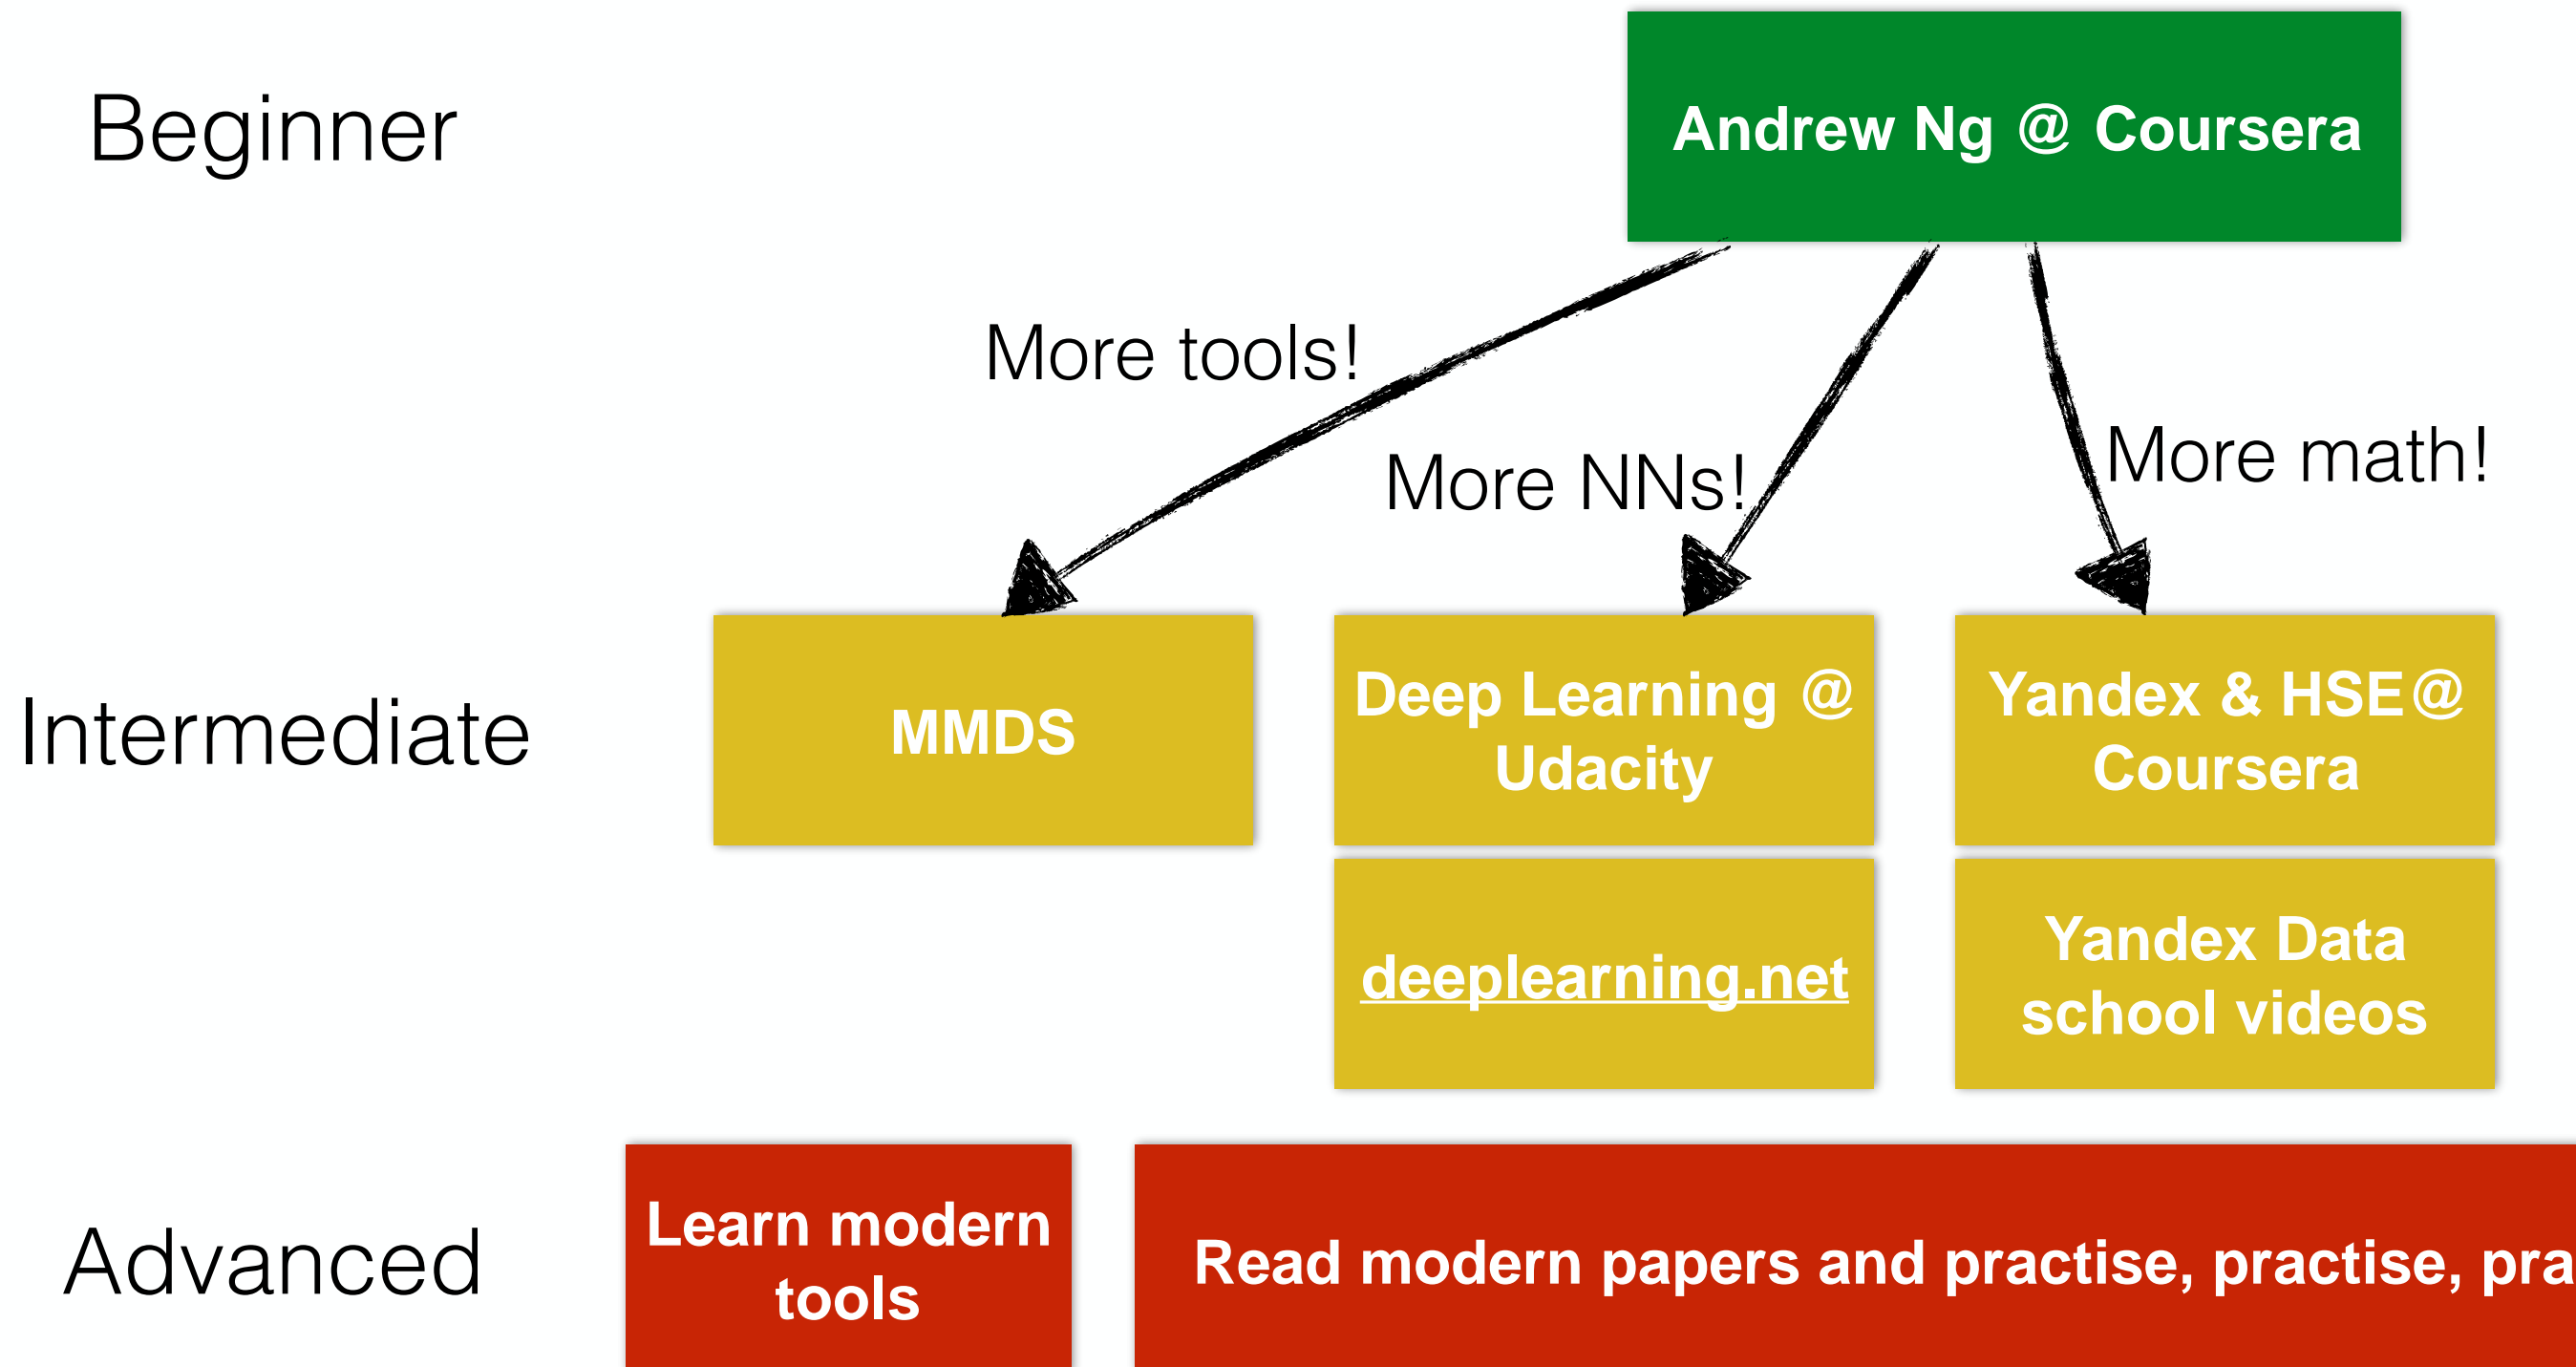 Beginner
Andrew Ng @ Coursera
More tools!
More NNs!
More math!
Intermediate
MMDS
Deep Learning @
Udacity
Yandex & HSE@
Coursera
deeplearning.net
Yandex Data
school videos
Advanced
Learn modern
tools
Read modern papers and practise, practise, pra